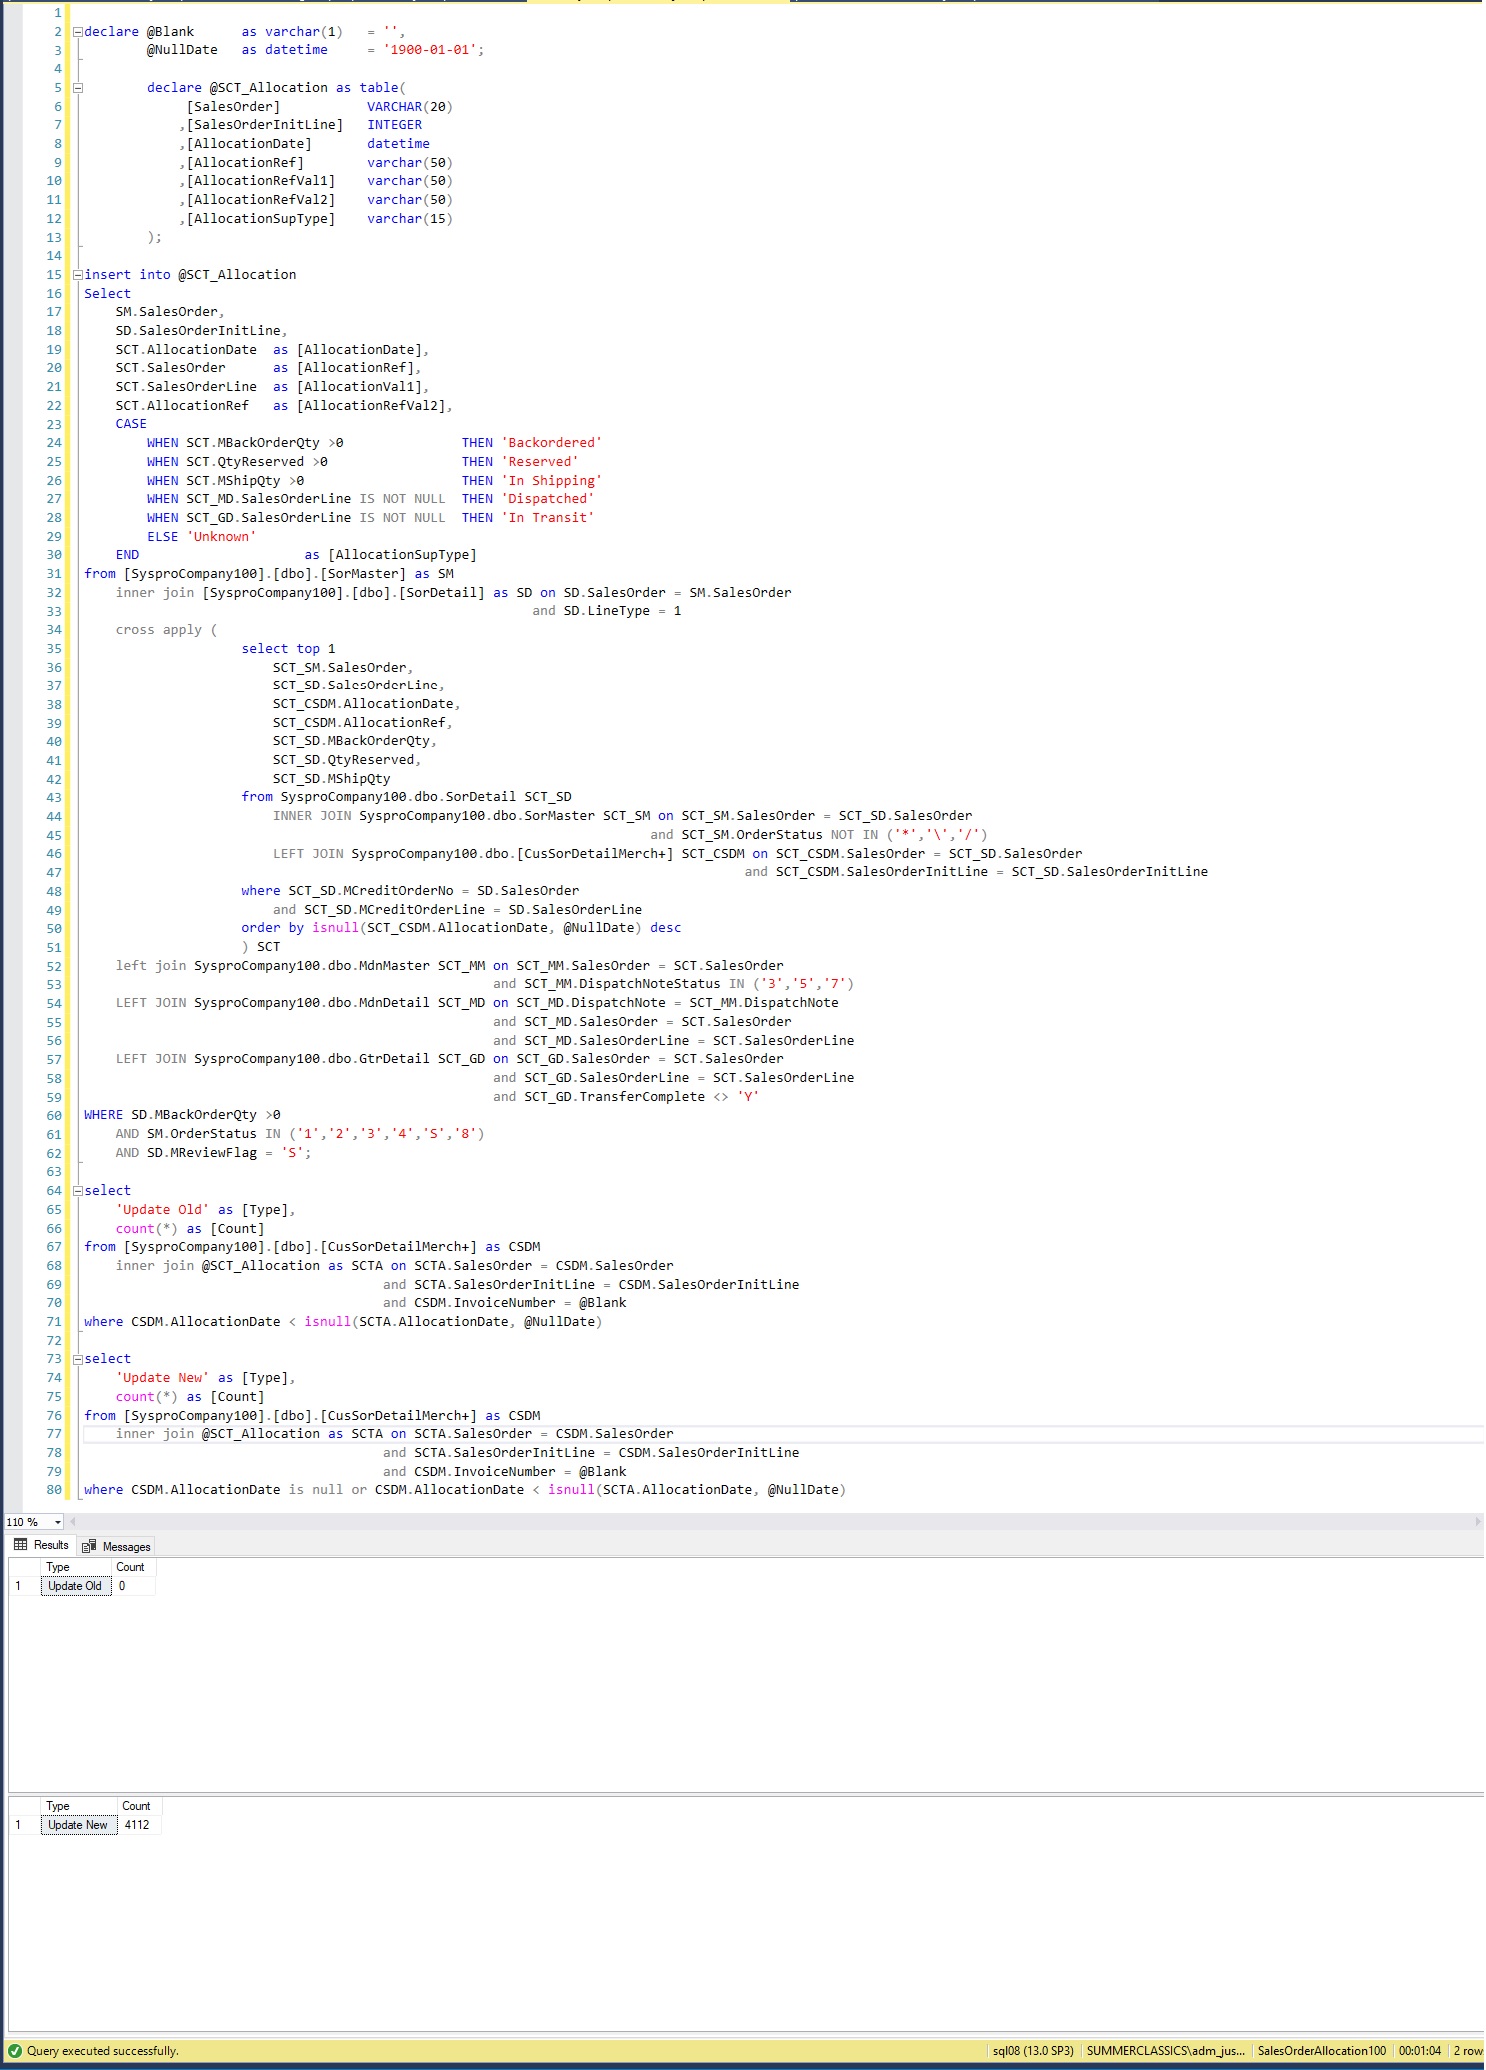 1
2 declare @Blank as varchar(1) = '',
3 @NullDate as datetime = '1900-01-01';
4
5 declare @SCT_Allocation as table(
6 [SalesOrder] VARCHAR(20)
7 ,[SalesOrderInitLine] INTEGER
8 ,[AllocationDate] datetime
9 ,[AllocationRef] varchar(50)
10 ,[AllocationRefVal1] varchar(50)
11 ,[AllocationRefVal2] varchar(50)
12 ,[AllocationSupType] varchar(15)
13 );
14
15 insert into @SCT_Allocation
16 Select
17 SM.SalesOrder,
18 SD.SalesOrderInitLine,
19 SCT.AllocationDate as [AllocationDate],
20 SCT.SalesOrder as [AllocationRef],
21 SCT.SalesOrderLine as [AllocationVal1],
22 SCT.AllocationRef as [AllocationRefVal2],
23 CASE
24 WHEN SCT.MBackOrderQty >0 THEN 'Backordered'
25 WHEN SCT.QtyReserved >0 THEN 'Reserved'
26 WHEN SCT.MShipQty >0 THEN 'In Shipping'
27 WHEN SCT_MD.SalesOrderLine IS NOT NULL THEN 'Dispatched'
28 WHEN SCT_GD.SalesOrderLine IS NOT NULL THEN 'In Transit'
29 ELSE 'Unknown'
30 END as [AllocationSupType]
31 from [SysproCompany100].[dbo].[SorMaster] as SM
32 inner join [SysproCompany100].[dbo].[SorDetail] as SD on SD.SalesOrder = SM.SalesOrder
33 and SD.LineType = 1
34 cross apply (
35 select top 1
36 SCT_SM.SalesOrder,
37 SCT_SD.SalesOrderLine,
38 SCT_CSDM.AllocationDate,
39 SCT_CSDM.AllocationRef,
40 SCT_SD.MBackOrderQty,
41 SCT_SD.QtyReserved,
42 SCT_SD.MShipQty
43 from SysproCompany100.dbo.SorDetail SCT_SD
44 INNER JOIN SysproCompany100.dbo.SorMaster SCT_SM on SCT_SM.SalesOrder = SCT_SD.SalesOrder
45 and SCT_SM.OrderStatus NOT IN ('*','\','/')
46 LEFT JOIN SysproCompany100.dbo.[CusSorDetailMerch+] SCT_CSDM on SCT_CSDM.SalesOrder = SCT_SD.SalesOrder
47 and SCT_CSDM.SalesOrderInitLine = SCT_SD.SalesOrderInitLine
48 where SCT_SD.MCreditOrderNo = SD.SalesOrder
49 and SCT_SD.MCreditOrderLine = SD.SalesOrderLine
50 order by isnull(SCT_CSDM.AllocationDate, @NullDate) desc
51 ) SCT
52 left join SysproCompany100.dbo.MdnMaster SCT_MM on SCT_MM.SalesOrder = SCT.SalesOrder
53 and SCT_MM.DispatchNoteStatus IN ('3','5','7')
54 LEFT JOIN SysproCompany100.dbo.MdnDetail SCT_MD on SCT_MD.DispatchNote = SCT_MM.DispatchNote
55 and SCT_MD.SalesOrder = SCT.SalesOrder
56 and SCT_MD.SalesOrderLine = SCT.SalesOrderLine
57 LEFT JOIN SysproCompany100.dbo.GtrDetail SCT_GD on SCT_GD.SalesOrder = SCT.SalesOrder
58 and SCT_GD.SalesOrderLine = SCT.SalesOrderLine
59 and SCT_GD.TransferComplete <> 'Y'
60 WHERE SD.MBackOrderQty >0
61 AND SM.OrderStatus IN ('1','2','3','4','S','8')
62 AND SD.MReviewFlag = 'S';
63
64 select
65 'Update Old' as [Type],
66 count(*) as [Count]
67 from [SysproCompany100].[dbo].[CusSorDetailMerch+] as CSDM
68 inner join @SCT_Allocation as SCTA on SCTA.SalesOrder = CSDM.SalesOrder
69 and SCTA.SalesOrderInitLine = CSDM.SalesOrderInitLine
70 and CSDM.InvoiceNumber = @Blank
71 where CSDM.AllocationDate < isnull(SCTA.AllocationDate, @NullDate)
72
73 select
74 'Update New' as [Type],
75 count(*) as [Count]
76 from [SysproCompany100].[dbo].[CusSorDetailMerch+] as CSDM
77 inner join @SCT_Allocation as SCTA on SCTA.SalesOrder = CSDM.SalesOrder
78 and SCTA.SalesOrderInitLine = CSDM.SalesOrderInitLine
79 and CSDM.InvoiceNumber = @Blank
80 where CSDM.AllocationDate is null or CSDM.AllocationDate < isnull(SCTA.AllocationDate, @NullDate)
110 %
Results Messages
Type Count
1 Update Old 0
Type Count
1 Update New 4112
Query executed successfully. sql08 (13.0 SP3) SUMMERCLASSICS\adm_jus... SalesOrderAllocation100 00:01:04 2 row